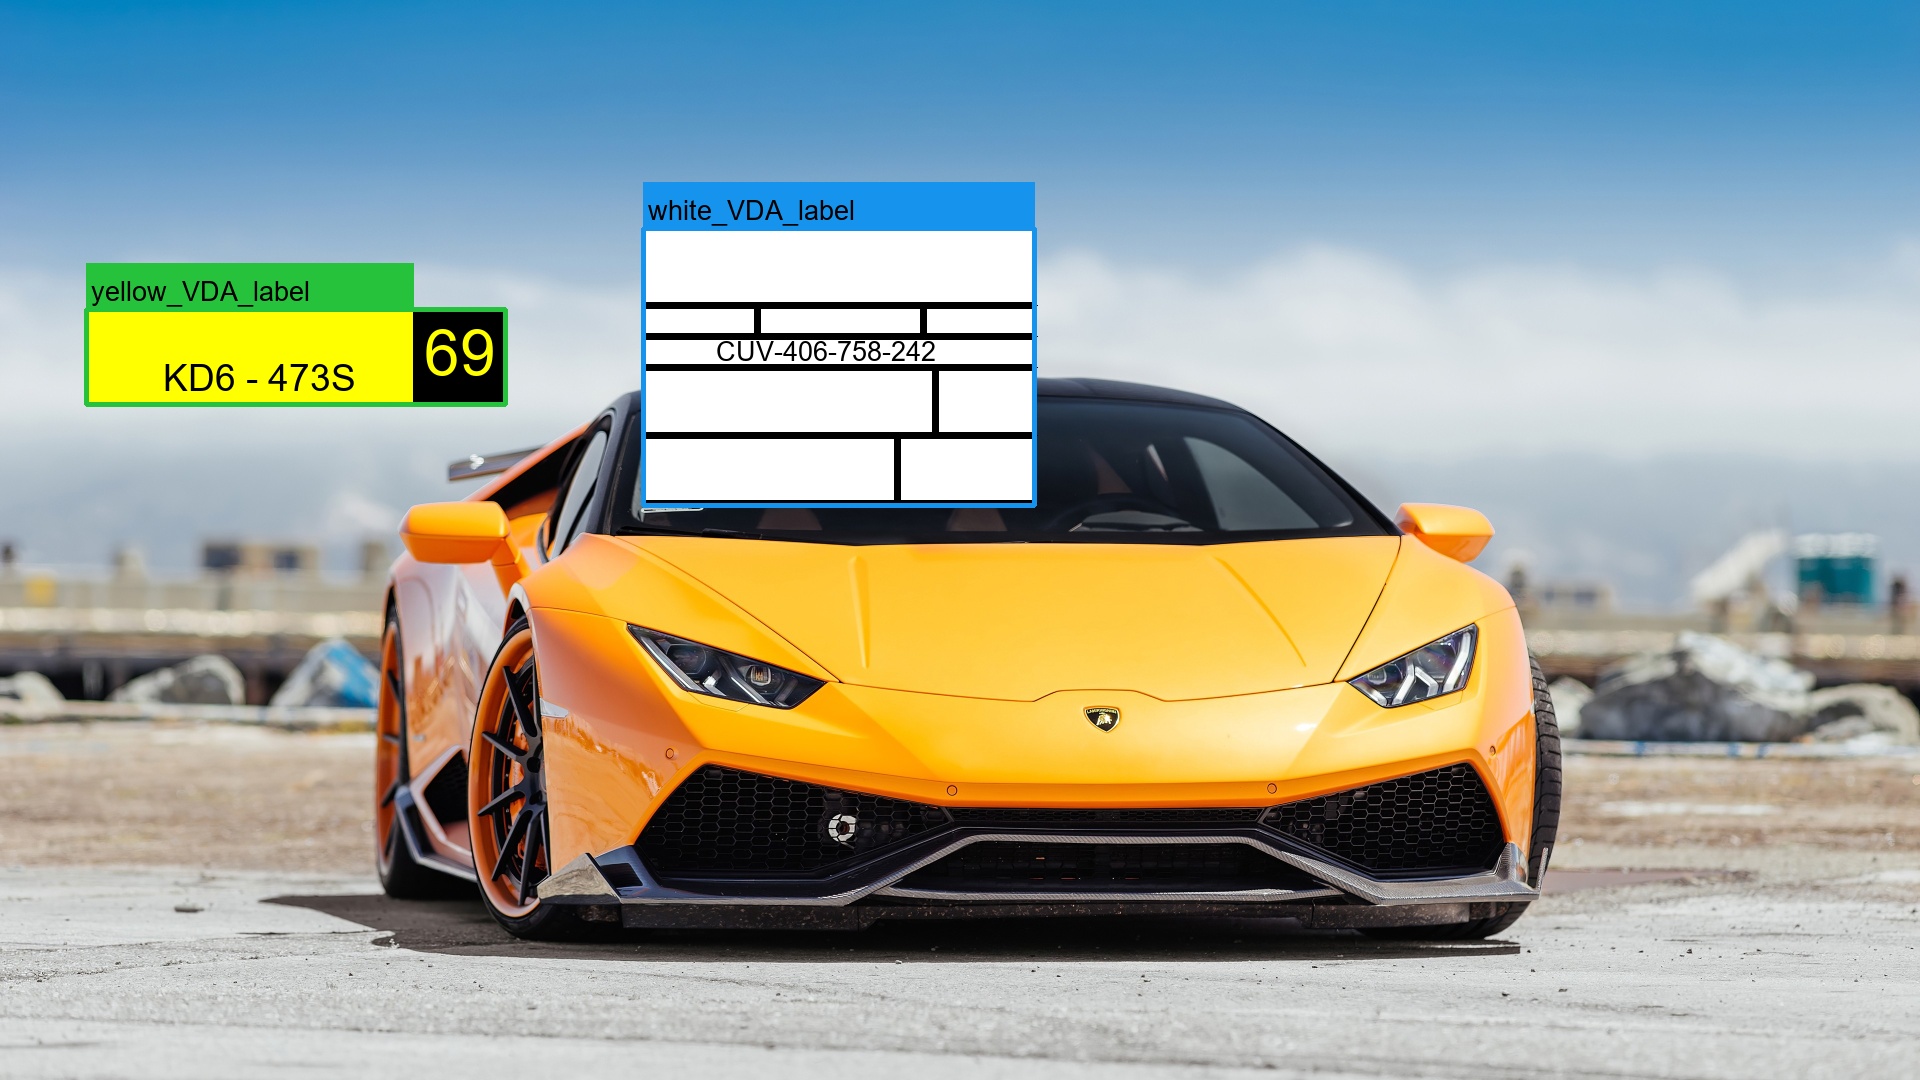 white_VDA_label
yellow_VDA_label
KD6 - 473S
69
CUV-406-758-242